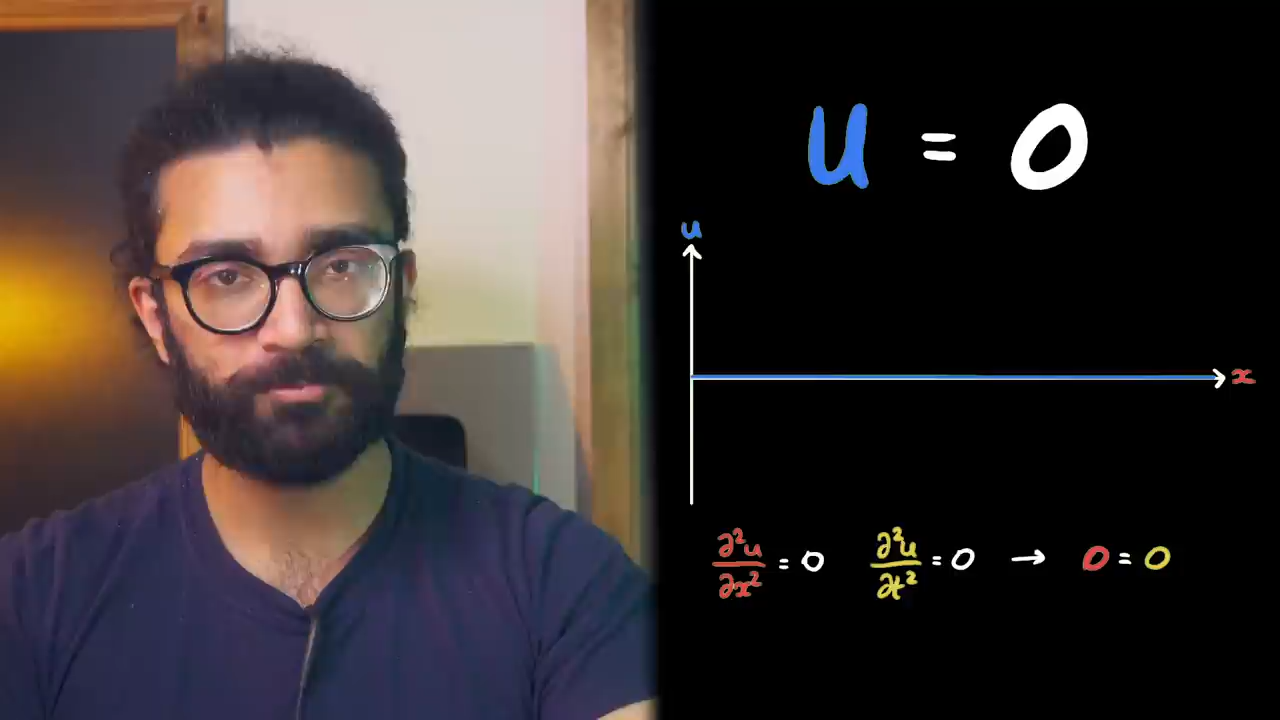 u = 0
u
x
∂²u/∂x² = 0 ∂²u/∂t² = 0 → 0 = 0